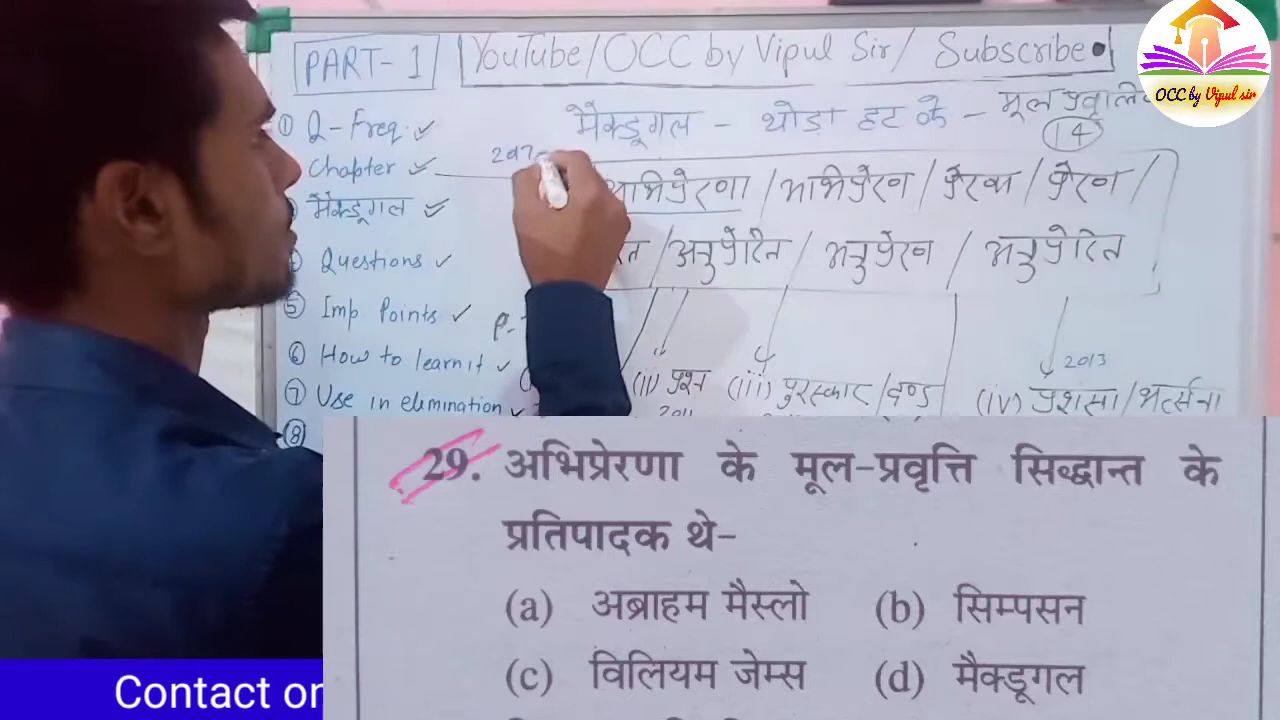 PART-1
YouTube/OCC by Vipul Sir/ Subscribe
OCC by Vipul sir
① Q-Freq.
मैक्डूगल - थोड़ा हट के - मूल प्रवृत्ति
14
Chapter
अभिप्रेरणा / अभिप्रेरण / प्रेरक / प्रेरण /
मैक्डूगल
Questions
/ अनुप्रेरित / अनुप्रेरण / अनुप्रेरित
⑤ Imp Points
⑥ How to learn it
2013
(ii) प्रश्न (iii) पुरस्कार/दण्ड (iv) प्रशंसा/भर्त्सना
⑦ Use in elemination
2011
⑧
29. अभिप्रेरणा के मूल-प्रवृत्ति सिद्धान्त के
प्रतिपादक थे-
(a) अब्राहम मैस्लो (b) सिम्पसन
(c) विलियम जेम्स (d) मैक्डूगल
Contact on